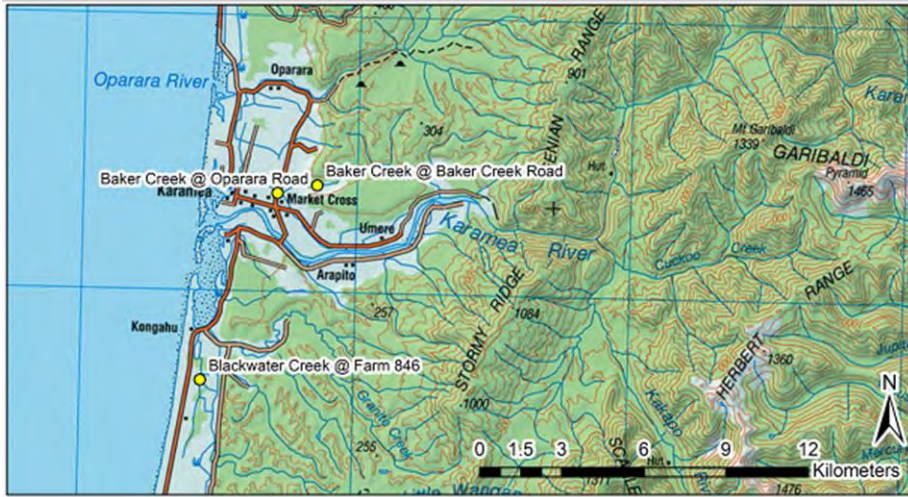 Oparara
Oparara River
RANGE
901
304
ENIAN
Hut
Mt Garibaldi
1339
GARIBALDI
Pyramid
1465
Baker Creek @ Oparara Road
Baker Creek @ Baker Creek Road
Karamea
Market Cross
Umere
Karamea
River
Cuckoo Creek
Arapito
RANGE
257
STORMY RIDGE
1084
Kongahu
HERBERT
1360
Blackwater Creek @ Farm 846
1000
Granite Creek
Kakapo
255
Hut
1476
N
0 1.5 3 6 9 12
Kilometers